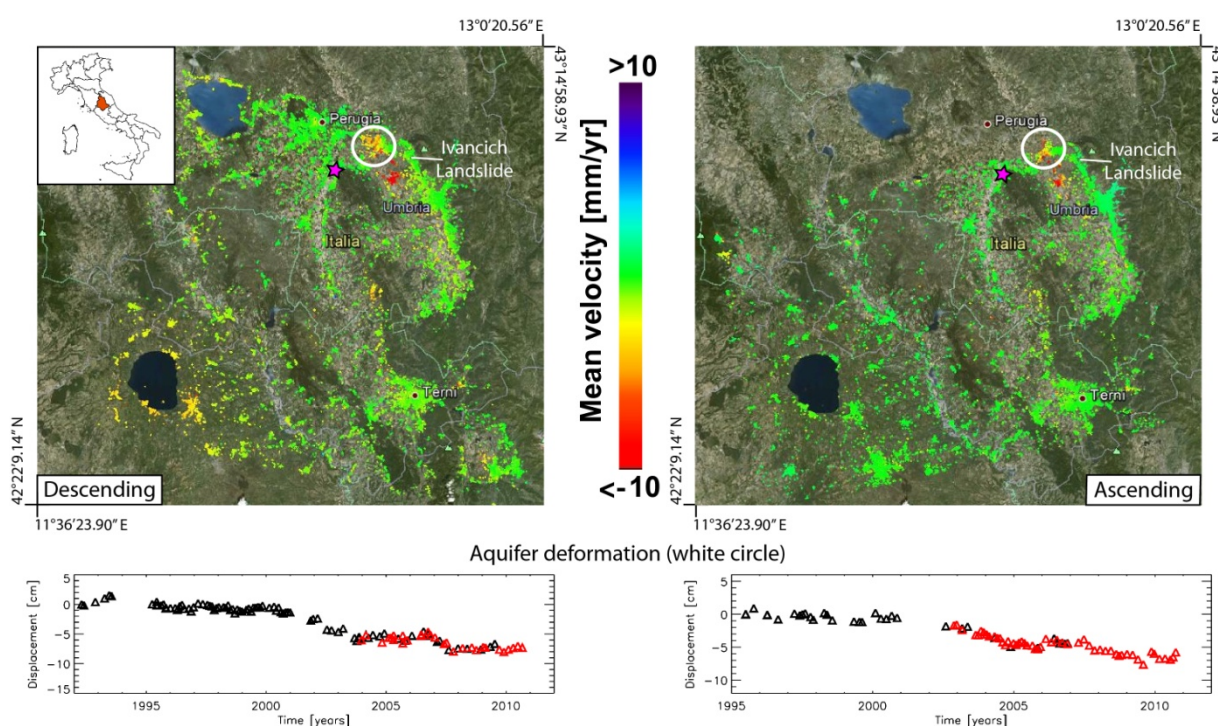 13°0'20.56" E
13°0'20.56" E
43°14'58.93" N
>10
Perugia
Ivancich
Landslide
Umbria
Italia
Terni
Descending
42°22'9.14" N
11°36'23.90" E
Mean velocity [mm/yr]
<-10
Perugia
Ivancich
Landslide
Umbria
Italia
Terni
Ascending
42°22'9.14" N
11°36'23.90" E
Aquifer deformation (white circle)
Displacement [cm]
5
0
-5
-10
-15
1995
2000
2005
2010
Time [years]
Displacement [cm]
5
0
-5
-10
1995
2000
2005
2010
Time [years]